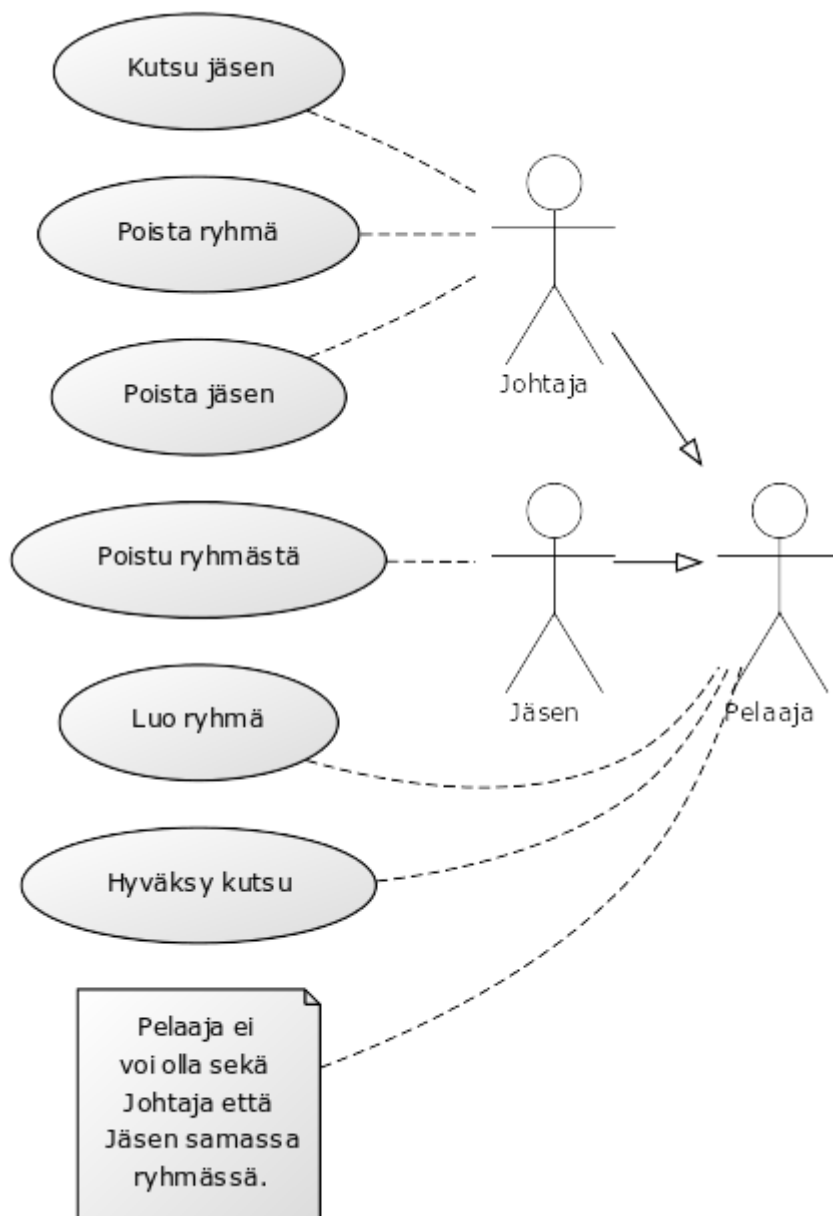 Kutsu jäsen
Poista ryhmä
Poista jäsen
Johtaja
Poistu ryhmästä
Jäsen
Pelaaja
Luo ryhmä
Hyväksy kutsu
Pelaaja ei
voi olla sekä
Johtaja että
Jäsen samassa
ryhmässä.